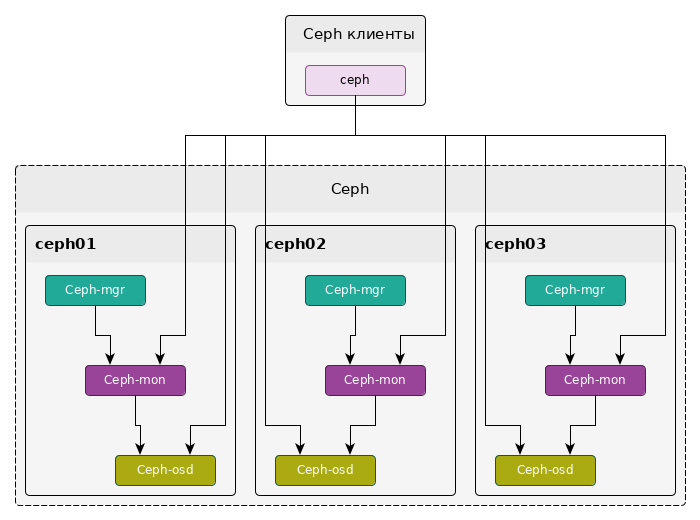 Ceph клиенты
ceph
Ceph
ceph01
ceph02
ceph03
Ceph-mgr
Ceph-mgr
Ceph-mgr
Ceph-mon
Ceph-mon
Ceph-mon
Ceph-osd
Ceph-osd
Ceph-osd